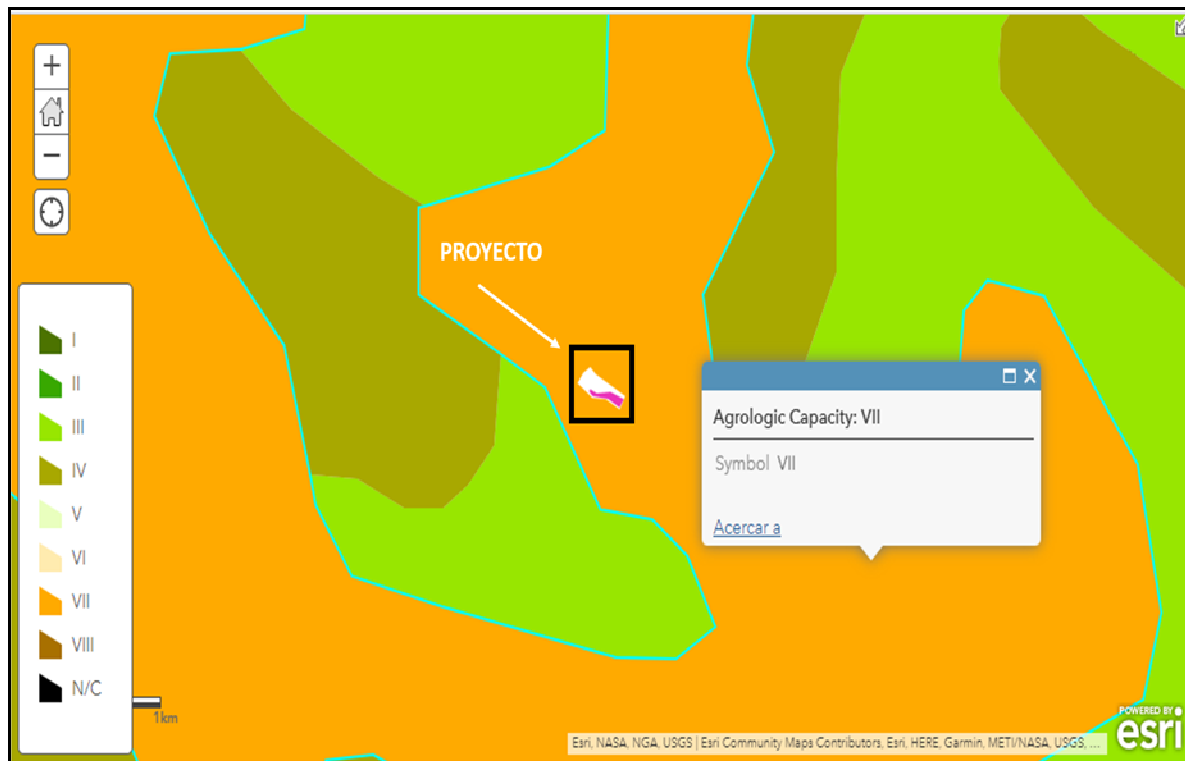 +
−
PROYECTO
I
II
III
IV
V
VI
VII
VIII
N/C
1km
Agrologic Capacity: VII
Symbol VII
Acercar a
Esri, NASA, NGA, USGS | Esri Community Maps Contributors, Esri, HERE, Garmin, METI/NASA, USGS, ...
POWERED BY
esri